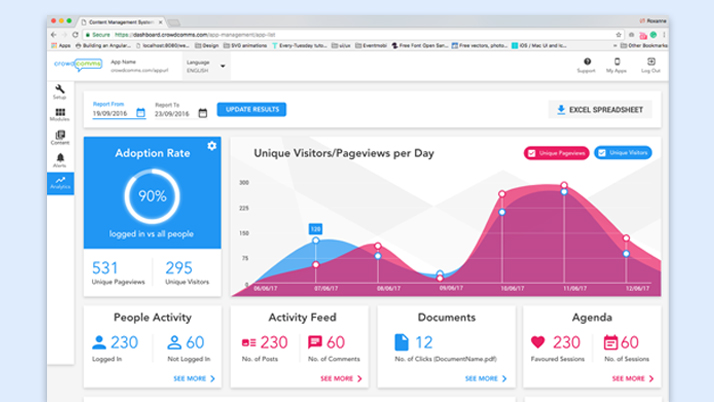 Content Management System
Roxanne
Secure https://dashboard.crowdcomms.com/app-management/app-list
Apps Building an Angular... localhost:8080/we... Design SVG animations Every-Tuesday tuto... ui/ux Eventmobi Free Font Open Ser... Free vectors, photo... iOS | Mac UI and Io... Other Bookmarks
crowdcomms
App Name
crowdcomms.com/appurl
Language
ENGLISH
Support My Apps Log Out
Setup
Modules
Content
Alerts
Analytics
Report From
19/09/2016
Report To
23/09/2016
UPDATE RESULTS
EXCEL SPREADSHEET
Adoption Rate
90%
logged in vs all people
531
Unique Pageviews
295
Unique Visitors
Unique Visitors/Pageviews per Day
Unique Pageviews
Unique Visitors
300
225
150
75
0
120
06/06/17 07/06/17 08/06/17 09/06/17 10/06/17 11/06/17 12/06/17
People Activity
230
Logged In
60
Not Logged In
SEE MORE
Activity Feed
230
No. of Posts
60
No. of Comments
SEE MORE
Documents
12
No. of Clicks (DocumentName.pdf)
SEE MORE
Agenda
230
Favoured Sessions
60
No. of Sessions
SEE MORE